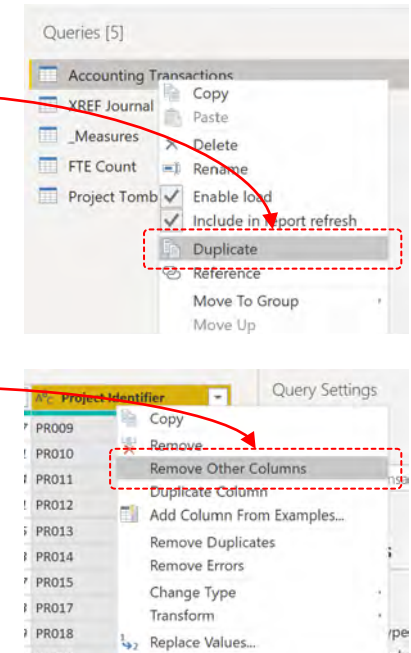 Queries [5]
Accounting Transactions
XREF Journal
_Measures
FTE Count
Project Tomb
Copy
Paste
Delete
Rename
Enable load
Include in report refresh
Duplicate
Reference
Move To Group
Move Up
ABC Project Identifier
Query Settings
PR009
PR010
PR011
PR012
PR013
PR014
PR015
PR017
PR018
Copy
Remove
Remove Other Columns
Duplicate Column
Add Column From Examples...
Remove Duplicates
Remove Errors
Change Type
Transform
Replace Values...